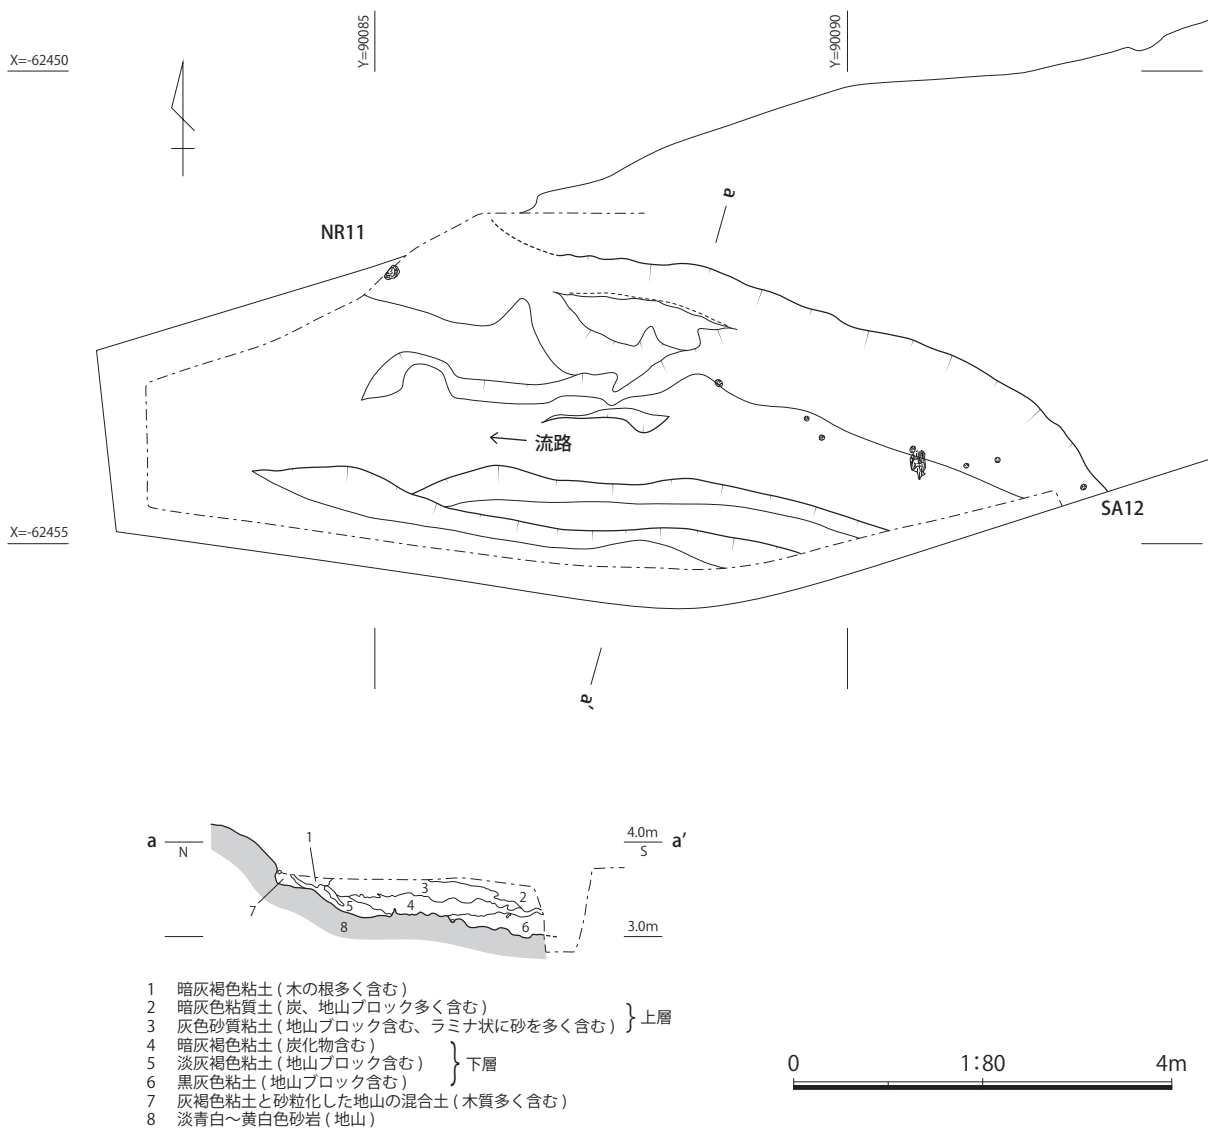 Y=90085
Y=90090
X=-62450
a
NR11
流路
SA12
X=-62455
a′
1
a
N
4.0m
S
a′
3
2
5
4
7
8
6
3.0m
1 暗灰褐色粘土 ( 木の根多く含む )
2 暗灰色粘質土 ( 炭、地山ブロック多く含む )
3 灰色砂質粘土 ( 地山ブロック含む、ラミナ状に砂を多く含む )
上層
4 暗灰褐色粘土 ( 炭化物含む )
5 淡灰褐色粘土 ( 地山ブロック含む )
6 黒灰色粘土 ( 地山ブロック含む )
下層
7 灰褐色粘土と砂粒化した地山の混合土 ( 木質多く含む )
8 淡青白～黄白色砂岩 ( 地山 )
0 1:80 4m